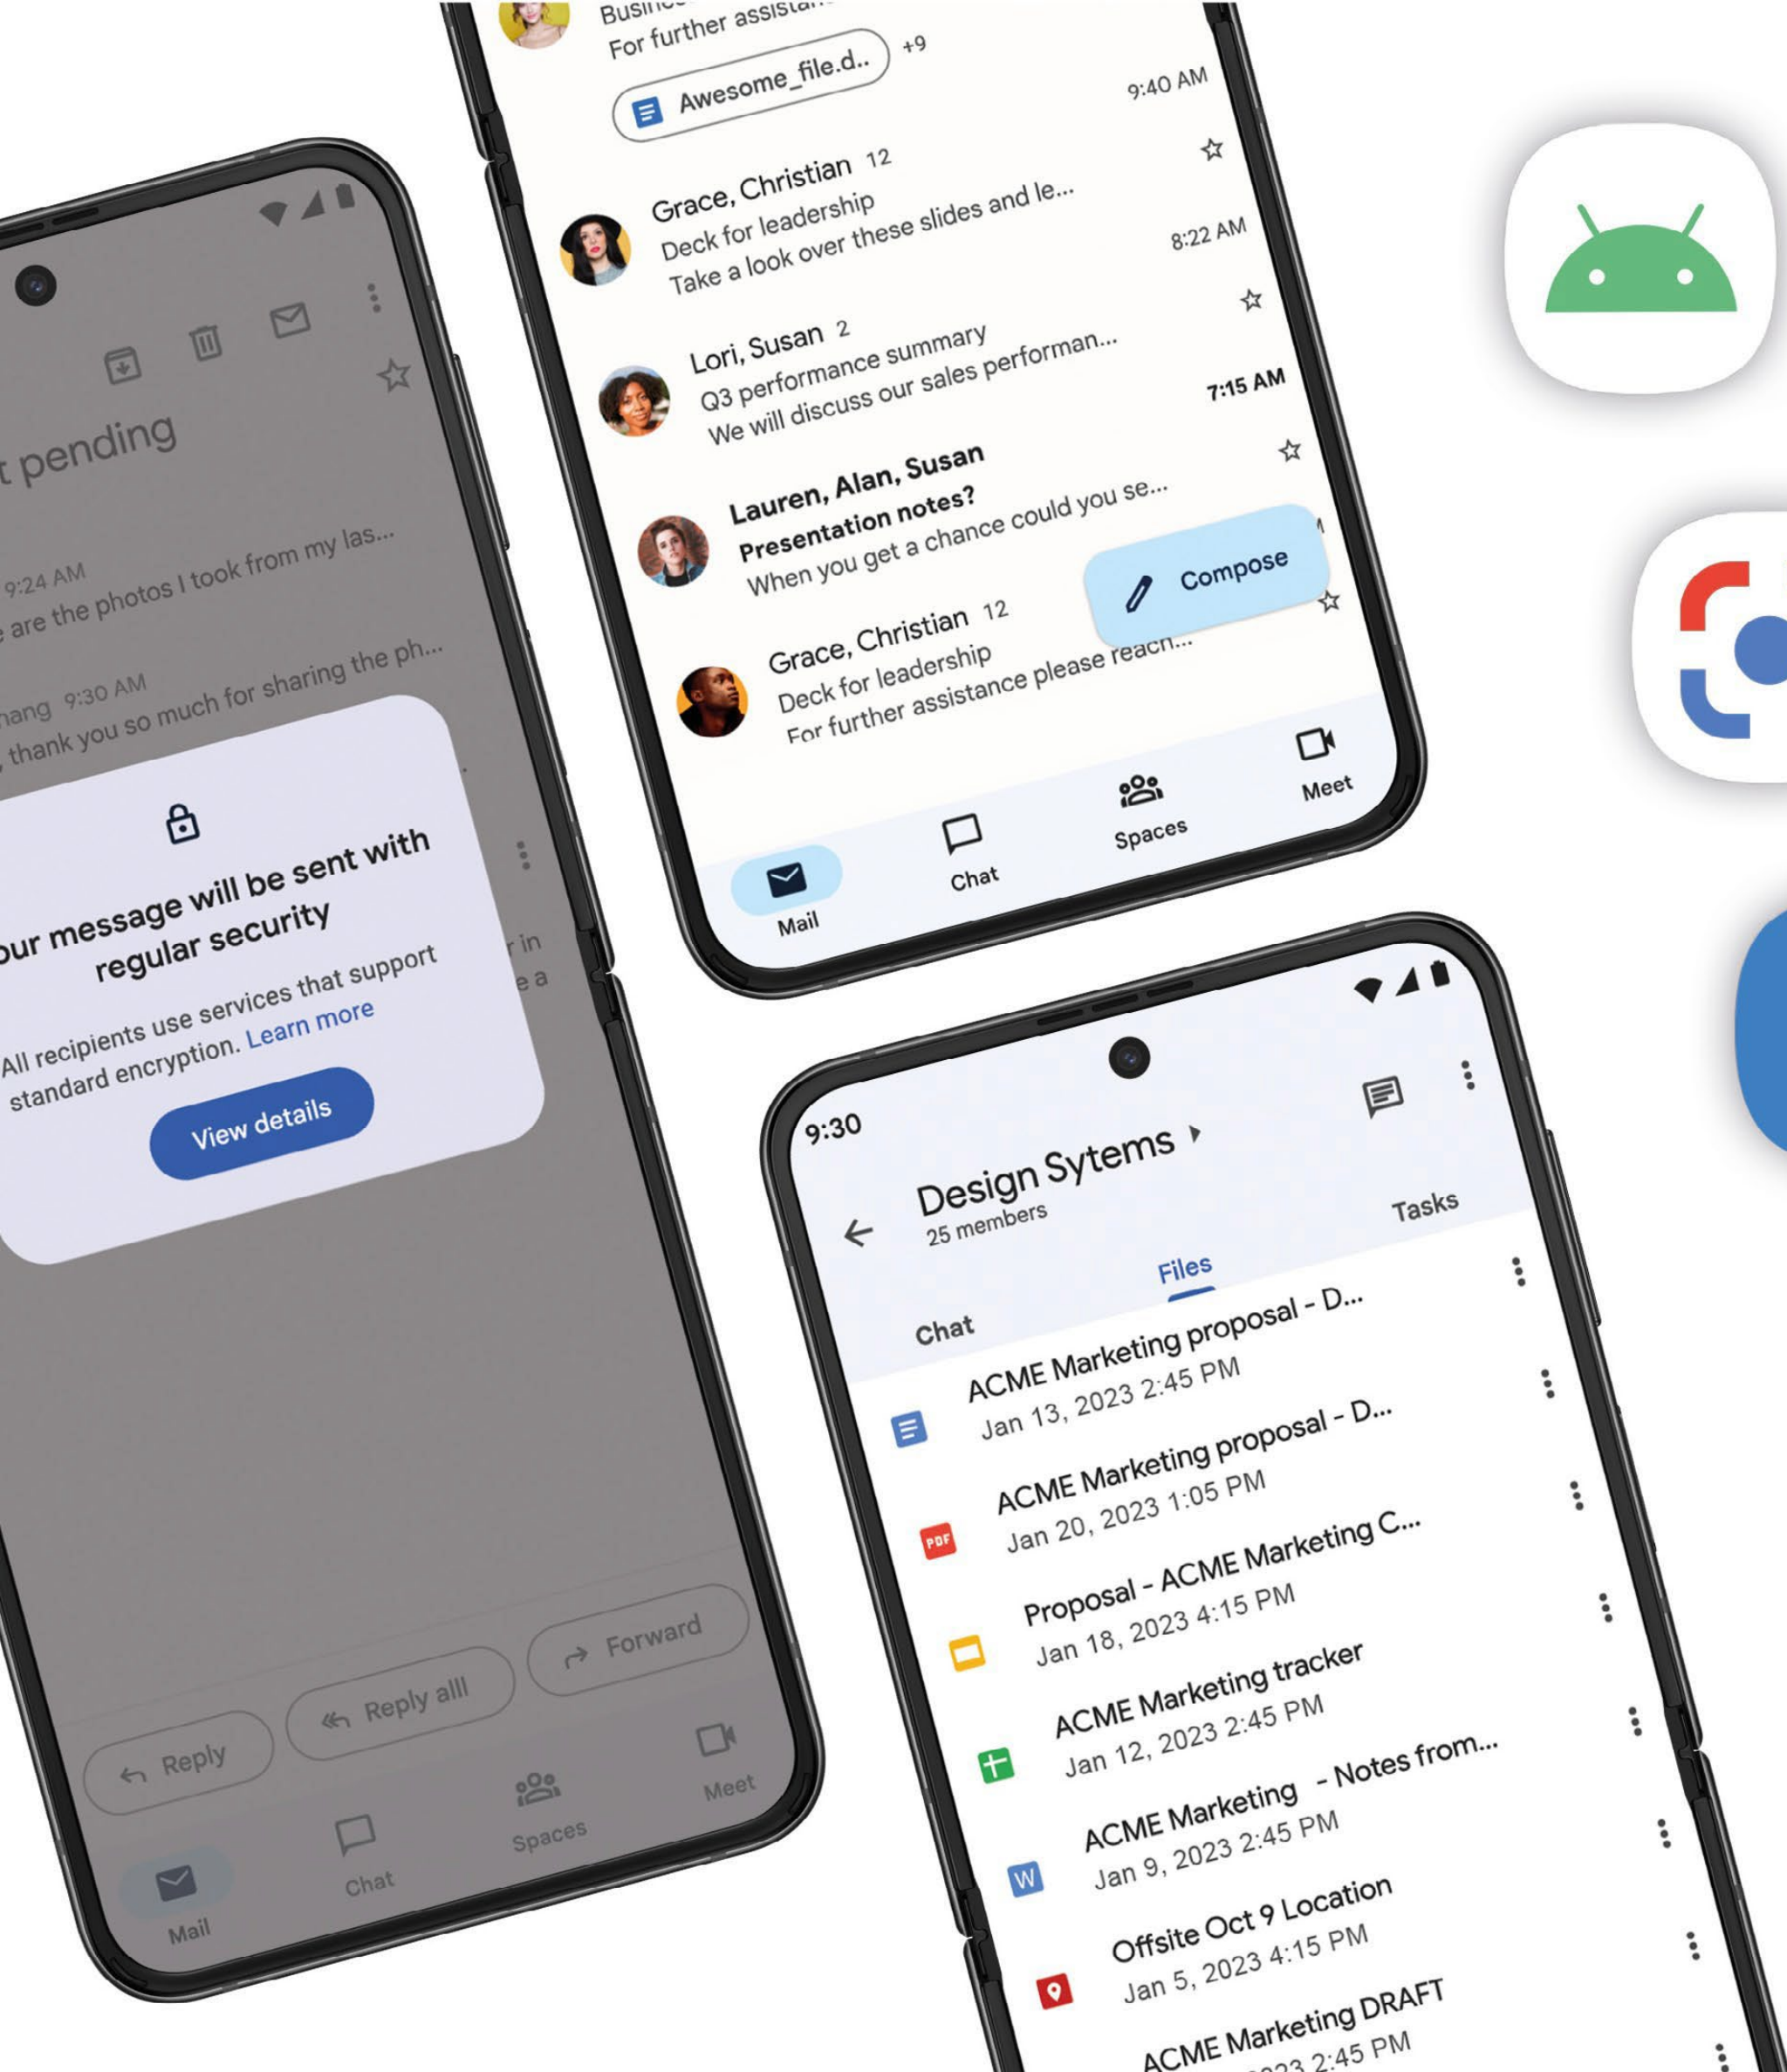 pending
9:24 AM
are the photos I took from my las...
9:30 AM
thank you so much for sharing the ph...
message will be sent with
regular security
All recipients use services that support
standard encryption. Learn more
View details
in
a
Reply
Reply alll
Forward
Mail
Chat
Spaces
Meet
For further
Awesome_file.d..
+9
9:40 AM
Grace, Christian 12
Deck for leadership
Take a look over these slides and le...
8:22 AM
Lori, Susan 2
Q3 performance summary
We will discuss our sales performan...
7:15 AM
Lauren, Alan, Susan
Presentation notes?
When you get a chance could you se...
Compose
Grace, Christian 12
Deck for leadership
For further assistance please reach...
Mail
Chat
Spaces
Meet
9:30
Design Sytems
25 members
Chat
Files
Tasks
ACME Marketing proposal - D...
Jan 13, 2023 2:45 PM
PDF
ACME Marketing proposal - D...
Jan 20, 2023 1:05 PM
Proposal - ACME Marketing C...
Jan 18, 2023 4:15 PM
ACME Marketing tracker
Jan 12, 2023 2:45 PM
W
ACME Marketing - Notes from...
Jan 9, 2023 2:45 PM
Offsite Oct 9 Location
Jan 5, 2023 4:15 PM
ACME Marketing DRAFT
2:45 PM